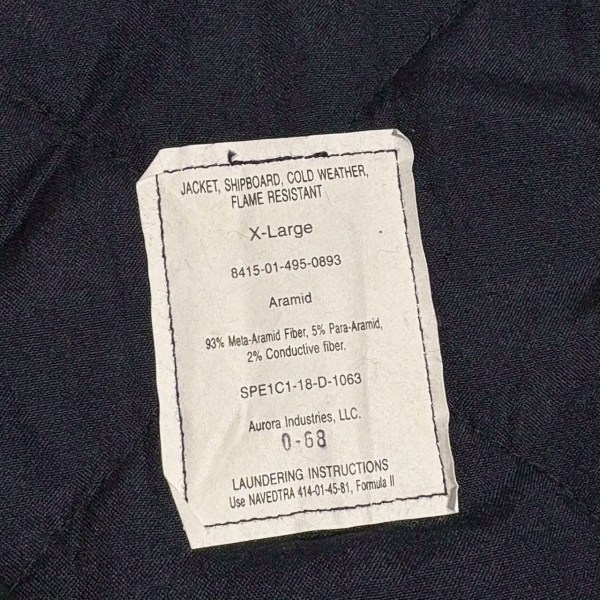 JACKET, SHIPBOARD, COLD WEATHER,
FLAME RESISTANT
X-Large
8415-01-495-0893
Aramid
93% Meta-Aramid Fiber, 5% Para-Aramid,
2% Conductive fiber.
SPE1C1-18-D-1063
Aurora Industries, LLC.
0-68
LAUNDERING INSTRUCTIONS
Use NAVEDTRA 414-01-45-81, Formula II